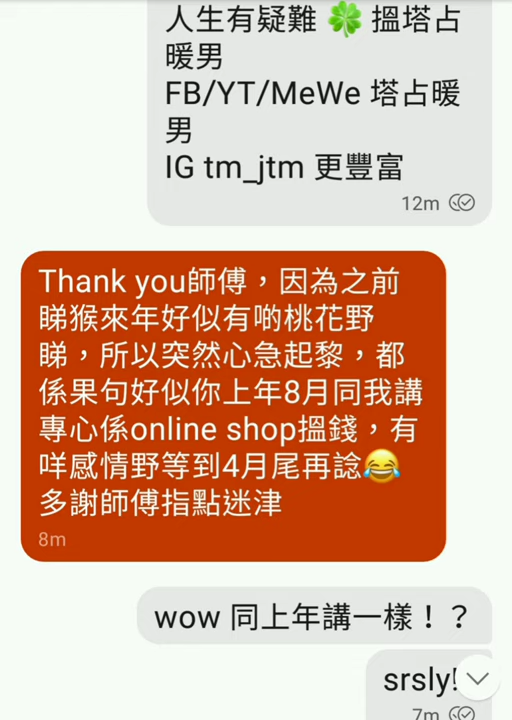 人生有疑難 🍀 搵塔占
暖男
FB/YT/MeWe 塔占暖
男
IG tm_jtm 更豐富
12m
Thank you師傅，因為之前
睇猴來年好似有啲桃花野
睇，所以突然心急起黎，都
係果句好似你上年8月同我講
專心係online shop搵錢，有
咩感情野等到4月尾再諗😂
多謝師傅指點迷津
8m
wow 同上年講一樣！？
srsly!
7m